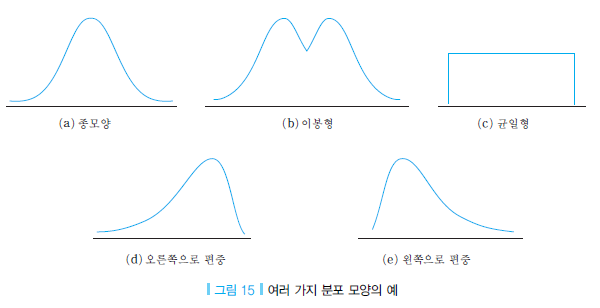 (a) 종모양
(b) 이봉형
(c) 균일형
(d) 오른쪽으로 편중
(e) 왼쪽으로 편중
그림 15 여러 가지 분포 모양의 예